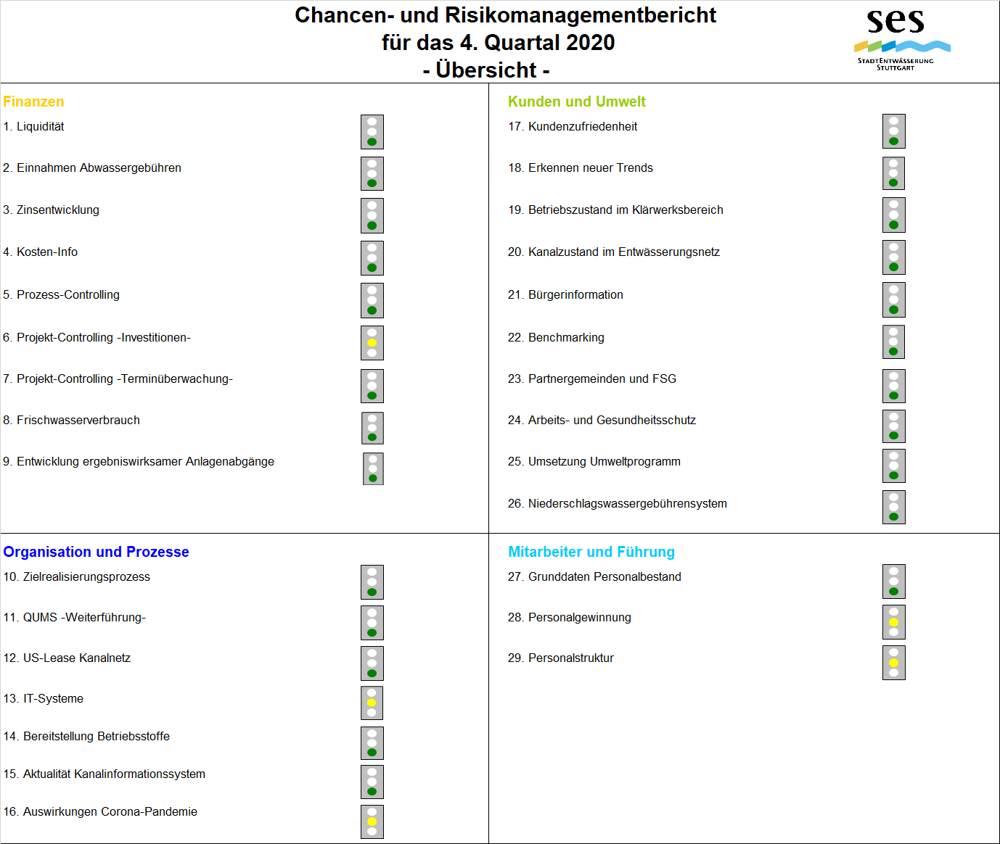 Chancen- und Risikomanagementbericht
für das 4. Quartal 2020
- Übersicht -
ses
STADTENTWÄSSERUNG
STUTTGART
Finanzen
1. Liquidität
2. Einnahmen Abwassergebühren
3. Zinsentwicklung
4. Kosten-Info
5. Prozess-Controlling
6. Projekt-Controlling -Investitionen-
7. Projekt-Controlling -Terminüberwachung-
8. Frischwasserverbrauch
9. Entwicklung ergebniswirksamer Anlagenabgänge
Kunden und Umwelt
17. Kundenzufriedenheit
18. Erkennen neuer Trends
19. Betriebszustand im Klärwerksbereich
20. Kanalzustand im Entwässerungsnetz
21. Bürgerinformation
22. Benchmarking
23. Partnergemeinden und FSG
24. Arbeits- und Gesundheitsschutz
25. Umsetzung Umweltprogramm
26. Niederschlagswassergebührensystem
Organisation und Prozesse
10. Zielrealisierungsprozess
11. QUMS -Weiterführung-
12. US-Lease Kanalnetz
13. IT-Systeme
14. Bereitstellung Betriebsstoffe
15. Aktualität Kanalinformationssystem
16. Auswirkungen Corona-Pandemie
Mitarbeiter und Führung
27. Grunddaten Personalbestand
28. Personalgewinnung
29. Personalstruktur